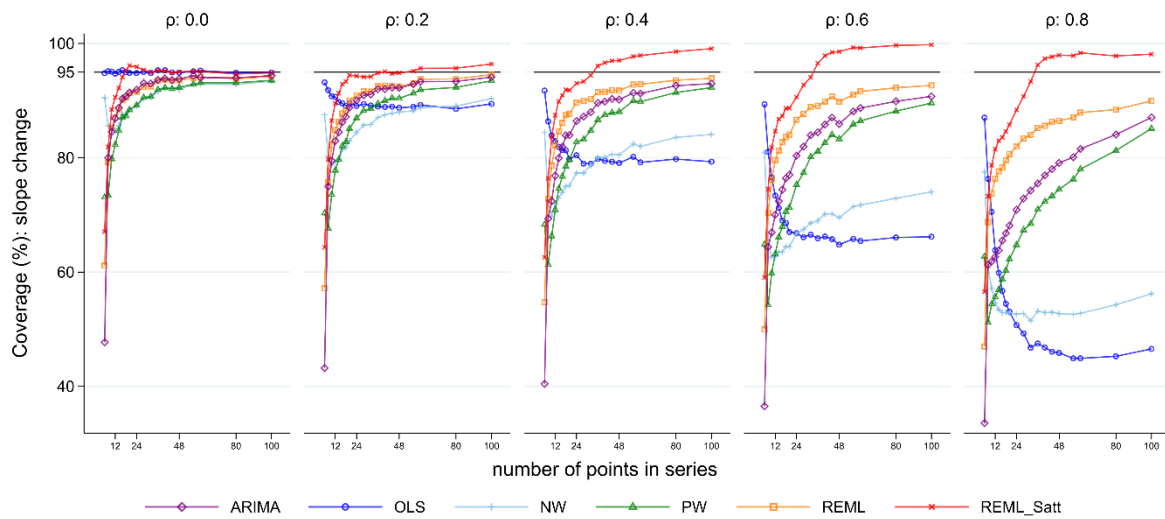 ρ: 0.0 ρ: 0.2 ρ: 0.4 ρ: 0.6 ρ: 0.8
Coverage (%): slope change
100
95
80
60
40
12 24 48 80 100 12 24 48 80 100 12 24 48 80 100 12 24 48 80 100 12 24 48 80 100
number of points in series
ARIMA OLS NW PW REML REML_Satt